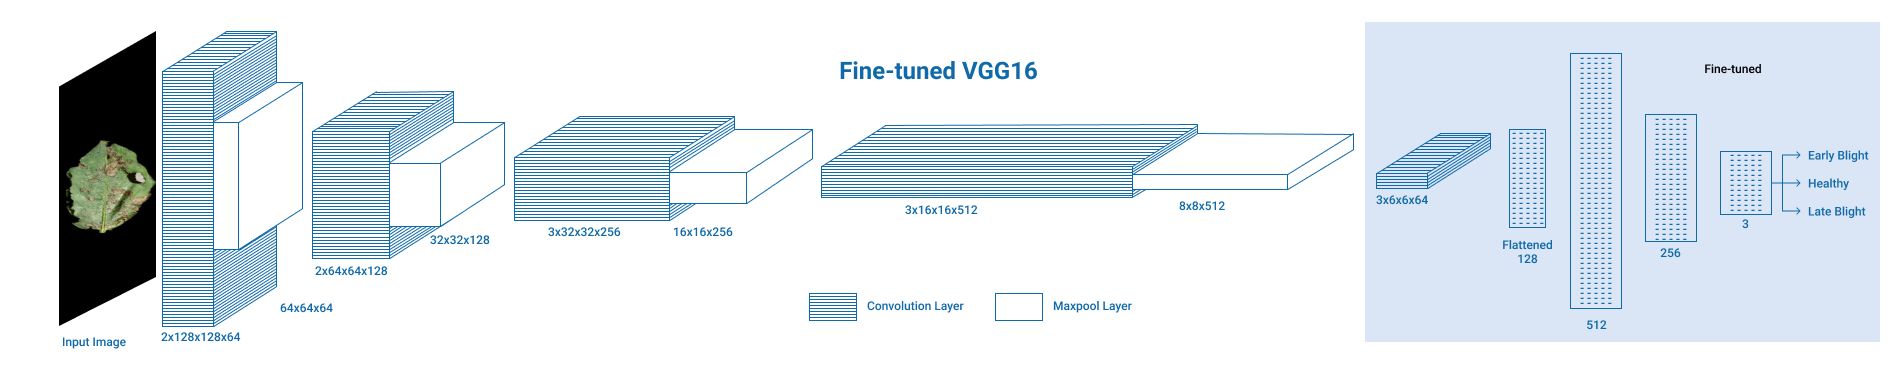 Fine-tuned VGG16
Fine-tuned
Input Image
2x128x128x64
64x64x64
2x64x64x128
32x32x128
3x32x32x256
16x16x256
3x16x16x512
8x8x512
3x6x6x64
Flattened
128
512
256
3
Early Blight
Healthy
Late Blight
Convolution Layer
Maxpool Layer